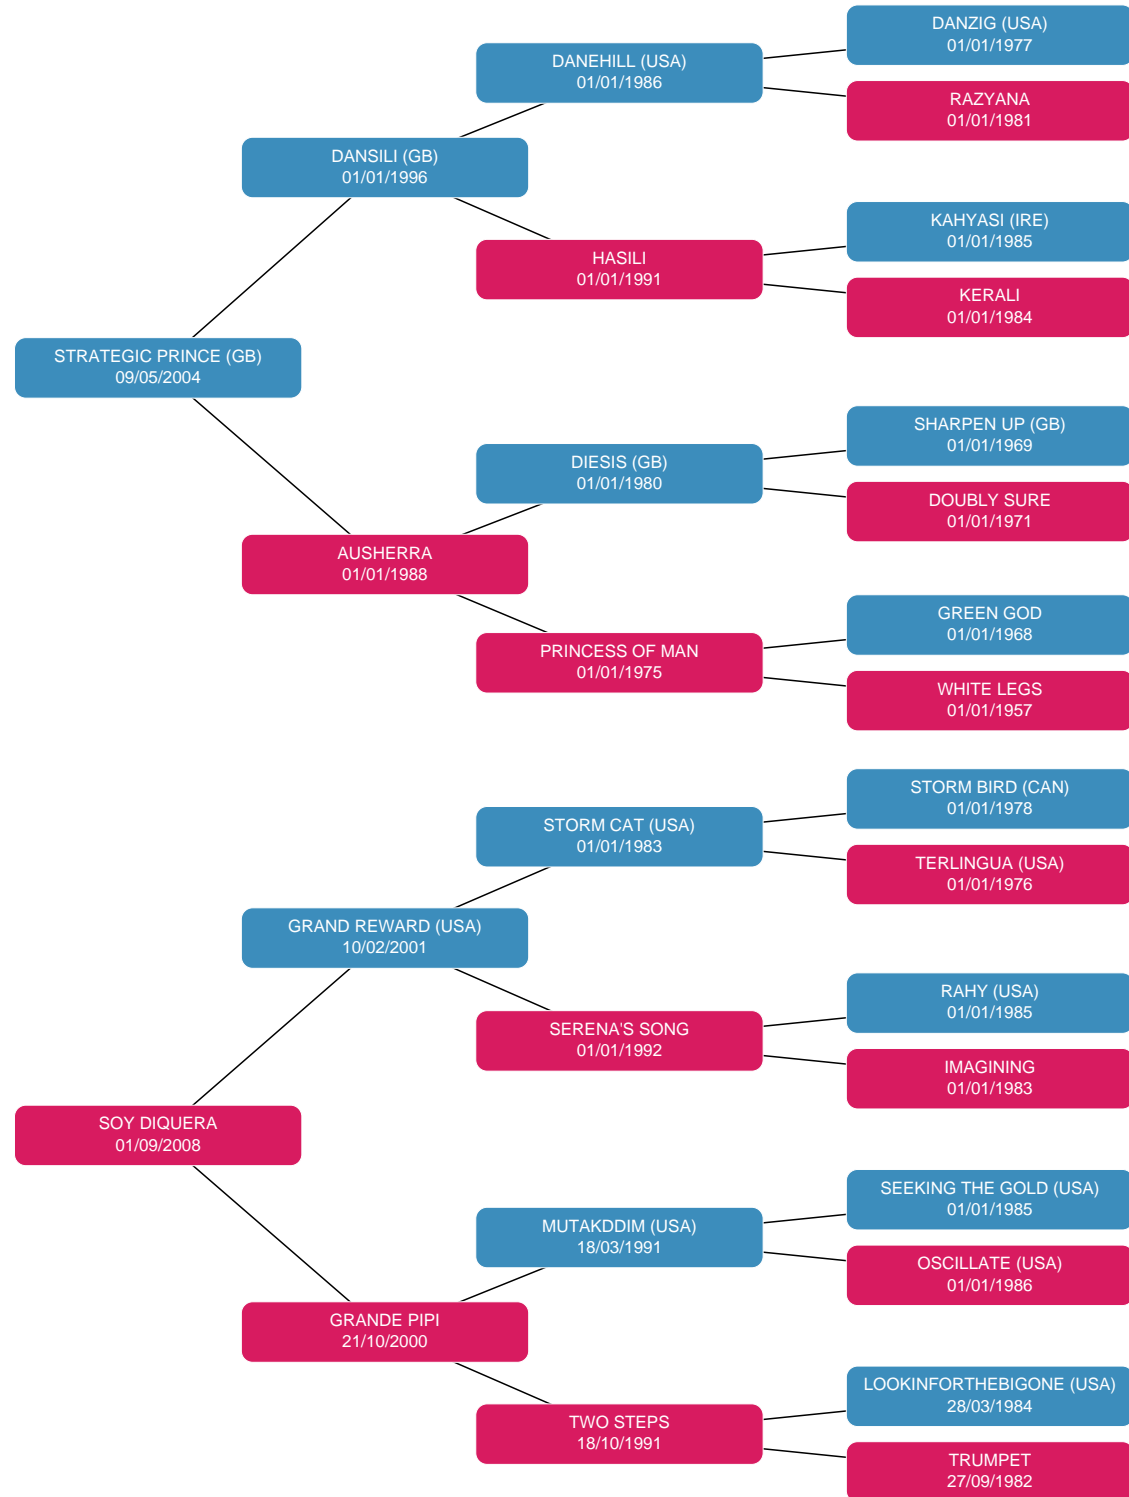 DANZIG (USA)
01/01/1977
DANEHILL (USA)
01/01/1986
RAZYANA
01/01/1981
DANSILI (GB)
01/01/1996
KAHYASI (IRE)
01/01/1985
HASILI
01/01/1991
KERALI
01/01/1984
STRATEGIC PRINCE (GB)
09/05/2004
SHARPEN UP (GB)
01/01/1969
DIESIS (GB)
01/01/1980
DOUBLY SURE
01/01/1971
AUSHERRA
01/01/1988
GREEN GOD
01/01/1968
PRINCESS OF MAN
01/01/1975
WHITE LEGS
01/01/1957
STORM BIRD (CAN)
01/01/1978
STORM CAT (USA)
01/01/1983
TERLINGUA (USA)
01/01/1976
GRAND REWARD (USA)
10/02/2001
RAHY (USA)
01/01/1985
SERENA'S SONG
01/01/1992
IMAGINING
01/01/1983
SOY DIQUERA
01/09/2008
SEEKING THE GOLD (USA)
01/01/1985
MUTAKDDIM (USA)
18/03/1991
OSCILLATE (USA)
01/01/1986
GRANDE PIPI
21/10/2000
LOOKINFORTHEBIGONE (USA)
28/03/1984
TWO STEPS
18/10/1991
TRUMPET
27/09/1982